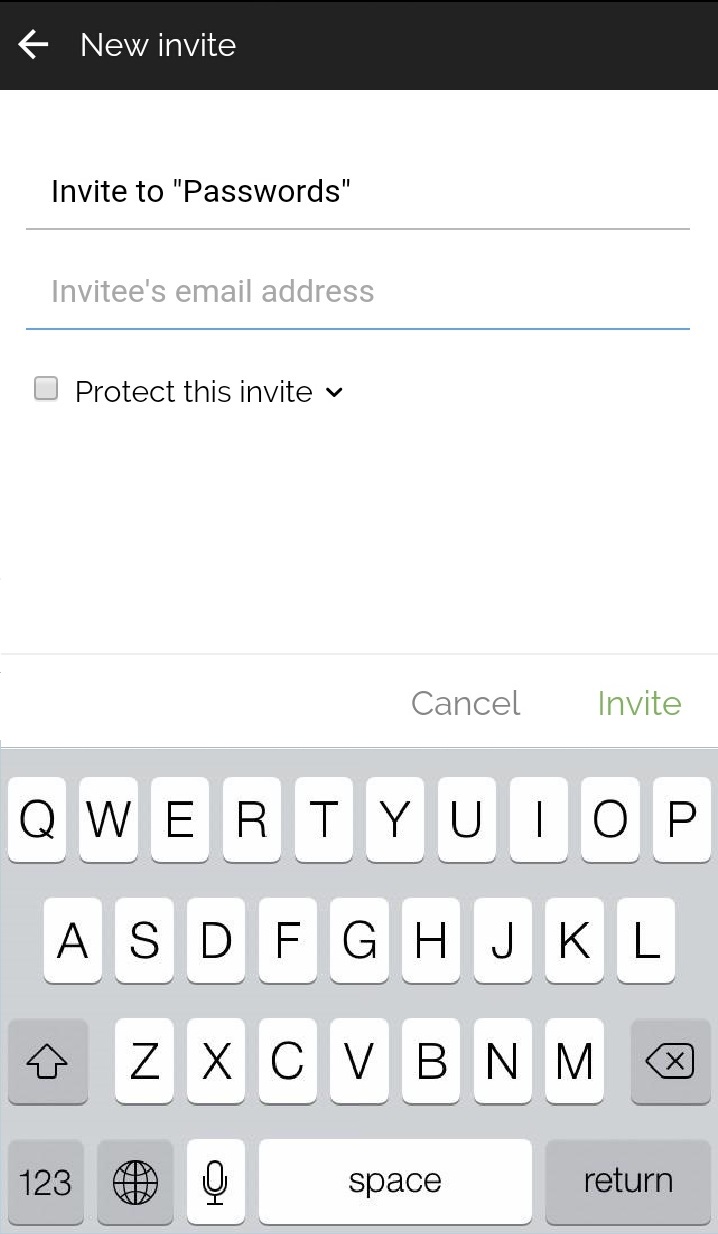 New invite
Invite to "Passwords"
Invitee's email address
Protect this invite
Cancel Invite
Q W E R T Y U I O P
A S D F G H J K L
Z X C V B N M
123 space return